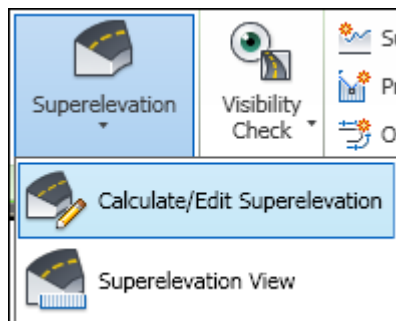 Superelevation
Visibility
Check
Calculate/Edit Superelevation
Superelevation View